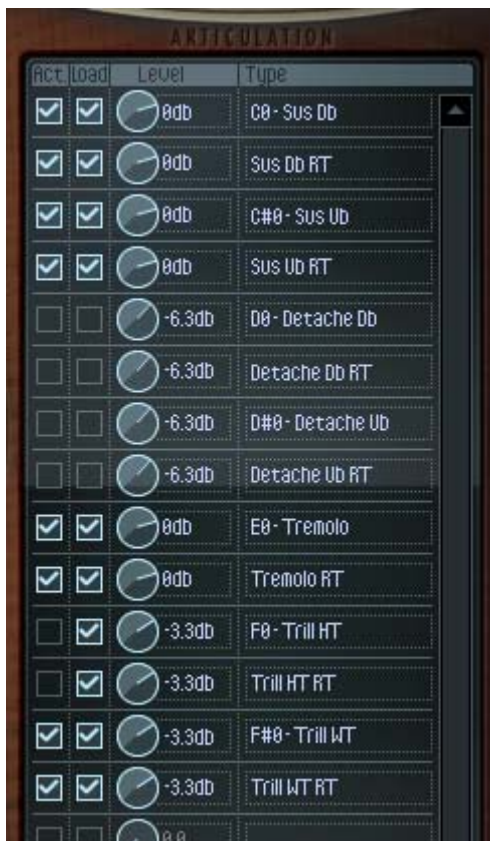 ARTICULATION
Act. Load Level Type
0db C0 - Sus Db
0db Sus Db RT
0db C#0 - Sus Ub
0db Sus Ub RT
-6.3db D0 - Detache Db
-6.3db Detache Db RT
-6.3db D#0 - Detache Ub
-6.3db Detache Ub RT
0db E0 - Tremolo
0db Tremolo RT
-3.3db F0 - Trill HT
-3.3db Trill HT RT
-3.3db F#0 - Trill WT
-3.3db Trill WT RT